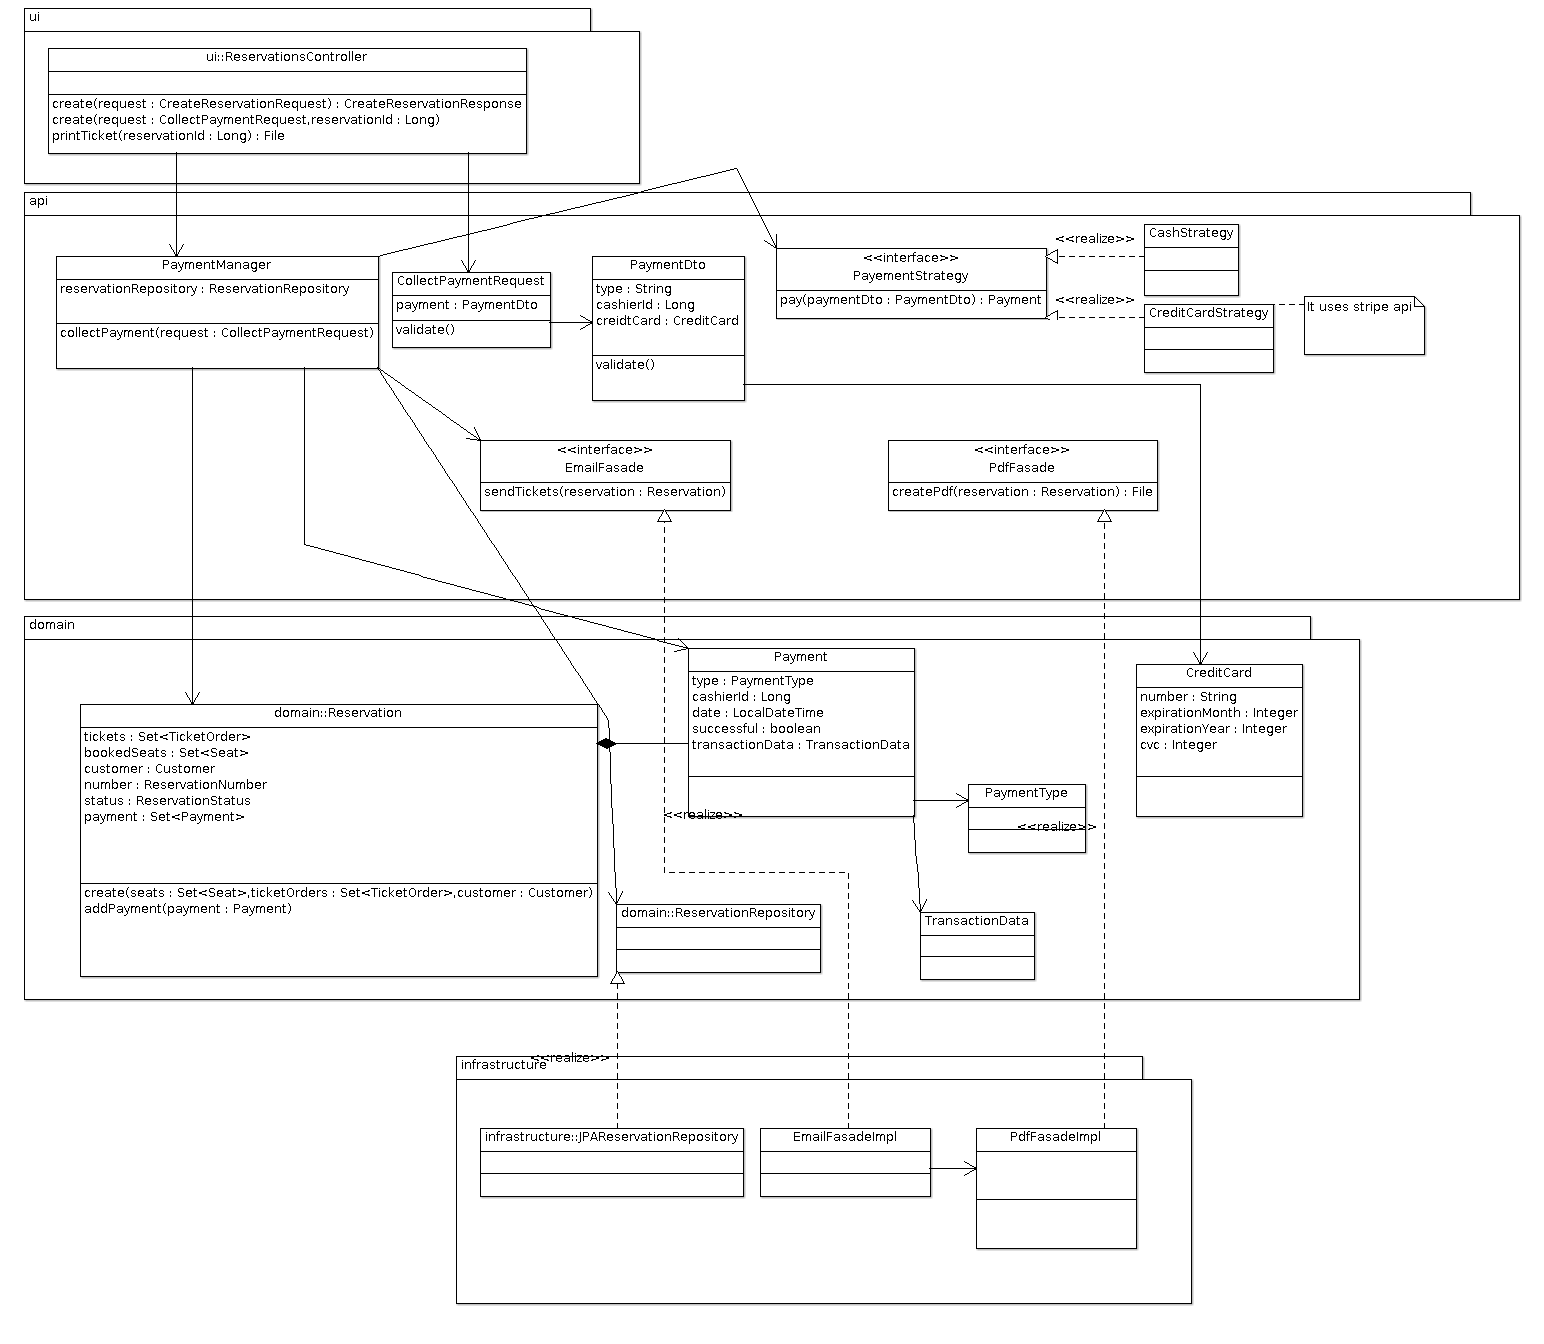 ui
ui::ReservationsController
create(request : CreateReservationRequest) : CreateReservationResponse
create(request : CollectPaymentRequest,reservationId : Long)
printTicket(reservationId : Long) : File
api
PaymentManager
reservationRepository : ReservationRepository
collectPayment(request : CollectPaymentRequest)
CollectPaymentRequest
payment : PaymentDto
validate()
PaymentDto
type : String
cashierId : Long
creidtCard : CreditCard
validate()
<<interface>>
PayementStrategy
pay(paymentDto : PaymentDto) : Payment
<<realize>>
<<realize>>
CashStrategy
CreditCardStrategy
It uses stripe api
<<interface>>
EmailFasade
sendTickets(reservation : Reservation)
<<interface>>
PdfFasade
createPdf(reservation : Reservation) : File
domain
domain::Reservation
tickets : Set<TicketOrder>
bookedSeats : Set<Seat>
customer : Customer
number : ReservationNumber
status : ReservationStatus
payment : Set<Payment>
create(seats : Set<Seat>,ticketOrders : Set<TicketOrder>,customer : Customer)
addPayment(payment : Payment)
Payment
type : PaymentType
cashierId : Long
date : LocalDateTime
successful : boolean
transactionData : TransactionData
<<realize>>
PaymentType
<<realize>>
CreditCard
number : String
expirationMonth : Integer
expirationYear : Integer
cvc : Integer
domain::ReservationRepository
TransactionData
<<realize>>
infrastructure
infrastructure::JPAReservationRepository
EmailFasadeImpl
PdfFasadeImpl